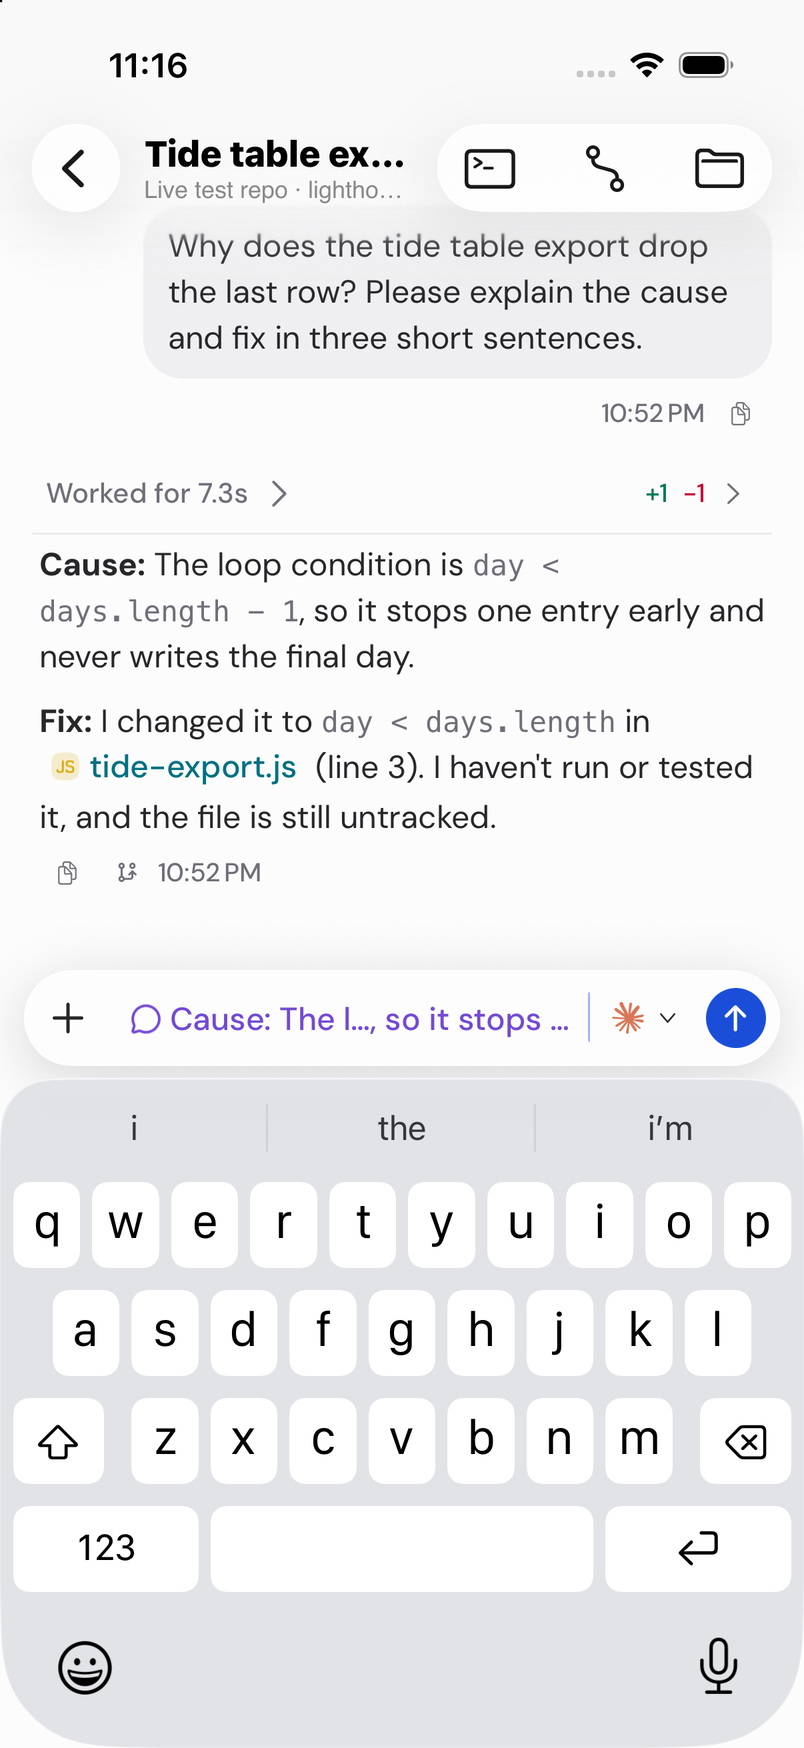 11:16
Tide table ex...
Live test repo · lightho...
Why does the tide table export drop
the last row? Please explain the cause
and fix in three short sentences.
10:52 PM
Worked for 7.3s
+1 -1
Cause: The loop condition is day <
days.length - 1, so it stops one entry early and
never writes the final day.
Fix: I changed it to day < days.length in
JS tide-export.js (line 3). I haven't run or tested
it, and the file is still untracked.
10:52 PM
Cause: The l..., so it stops ...
i the i'm
q w e r t y u i o p
a s d f g h j k l
z x c v b n m
123